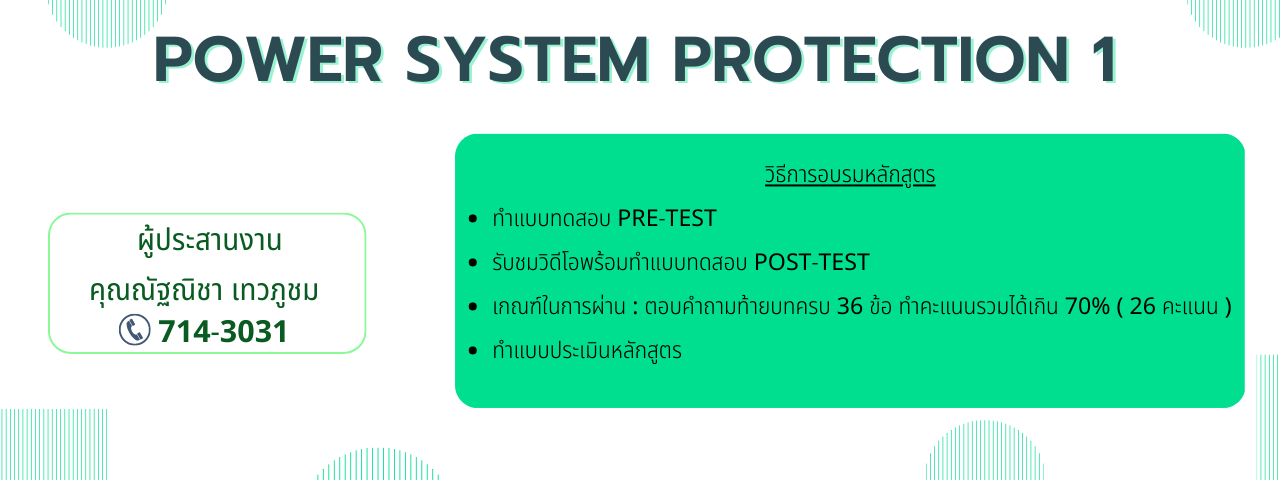 POWER SYSTEM PROTECTION 1
ผู้ประสานงาน
คุณณัฐณิชา เทวภูชม
714-3031
วิธีการอบรมหลักสูตร
• ทำแบบทดสอบ PRE-TEST
• รับชมวิดีโอพร้อมทำแบบทดสอบ POST-TEST
• เกณฑ์ในการผ่าน : ตอบคำถามท้ายบทครบ 36 ข้อ ทำคะแนนรวมได้เกิน 70% ( 26 คะแนน )
• ทำแบบประเมินหลักสูตร